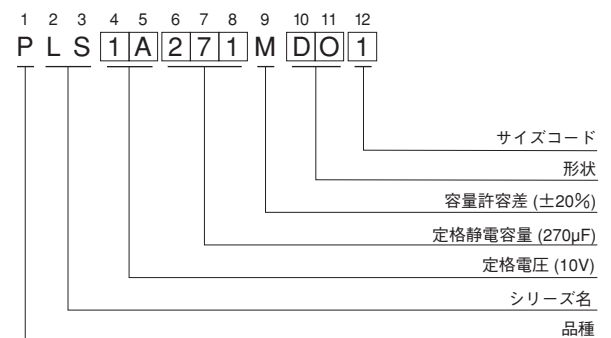 1 2 3 4 5 6 7 8 9 10 11 12
P L S 1 A 2 7 1 M D O 1
サイズコード
形状
容量許容差 (±20%)
定格静電容量 (270µF)
定格電圧 (10V)
シリーズ名
品種